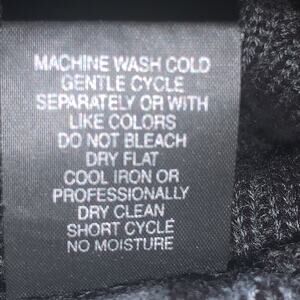 MACHINE WASH COLD
GENTLE CYCLE
SEPARATELY OR WITH
LIKE COLORS
DO NOT BLEACH
DRY FLAT
COOL IRON OR
PROFESSIONALLY
DRY CLEAN
SHORT CYCLE
NO MOISTURE